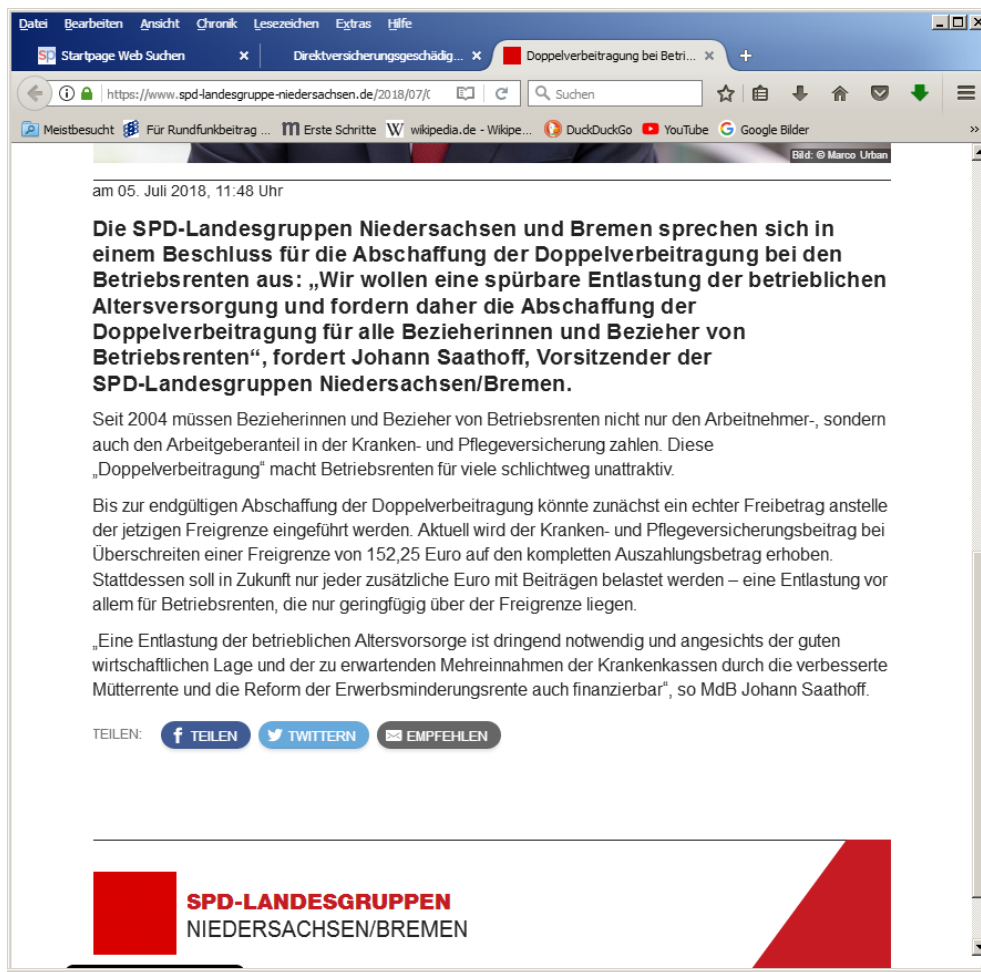 Datei Bearbeiten Ansicht Chronik Lesezeichen Extras Hilfe
sp Startpage Web Suchen × Direktversicherungsgeschädig... × Doppelverbeitragung bei Betri... × +
https://www.spd-landesgruppe-niedersachsen.de/2018/07/0 Suchen
Meistbesucht Für Rundfunkbeitrag ... m Erste Schritte W wikipedia.de - Wikipe... DuckDuckGo YouTube G Google Bilder »
Bild: © Marco Urban
am 05. Juli 2018, 11:48 Uhr
Die SPD-Landesgruppen Niedersachsen und Bremen sprechen sich in
einem Beschluss für die Abschaffung der Doppelverbeitragung bei den
Betriebsrenten aus: „Wir wollen eine spürbare Entlastung der betrieblichen
Altersversorgung und fordern daher die Abschaffung der
Doppelverbeitragung für alle Bezieherinnen und Bezieher von
Betriebsrenten“, fordert Johann Saathoff, Vorsitzender der
SPD-Landesgruppen Niedersachsen/Bremen.
Seit 2004 müssen Bezieherinnen und Bezieher von Betriebsrenten nicht nur den Arbeitnehmer-, sondern
auch den Arbeitgeberanteil in der Kranken- und Pflegeversicherung zahlen. Diese
„Doppelverbeitragung“ macht Betriebsrenten für viele schlichtweg unattraktiv.
Bis zur endgültigen Abschaffung der Doppelverbeitragung könnte zunächst ein echter Freibetrag anstelle
der jetzigen Freigrenze eingeführt werden. Aktuell wird der Kranken- und Pflegeversicherungsbeitrag bei
Überschreiten einer Freigrenze von 152,25 Euro auf den kompletten Auszahlungsbetrag erhoben.
Stattdessen soll in Zukunft nur jeder zusätzliche Euro mit Beiträgen belastet werden – eine Entlastung vor
allem für Betriebsrenten, die nur geringfügig über der Freigrenze liegen.
„Eine Entlastung der betrieblichen Altersvorsorge ist dringend notwendig und angesichts der guten
wirtschaftlichen Lage und der zu erwartenden Mehreinnahmen der Krankenkassen durch die verbesserte
Mütterrente und die Reform der Erwerbsminderungsrente auch finanzierbar“, so MdB Johann Saathoff.
TEILEN: f TEILEN TWITTERN EMPFEHLEN
SPD-LANDESGRUPPEN
NIEDERSACHSEN/BREMEN